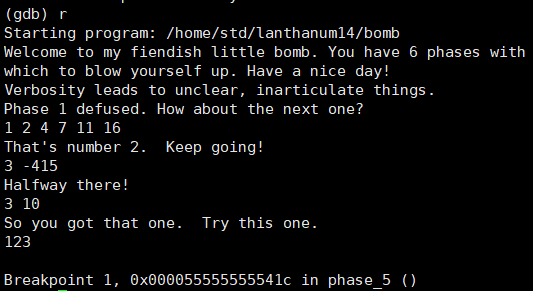 (gdb) r
Starting program: /home/std/lanthanum14/bomb
Welcome to my fiendish little bomb. You have 6 phases with
which to blow yourself up. Have a nice day!
Verbosity leads to unclear, inarticulate things.
Phase 1 defused. How about the next one?
1 2 4 7 11 16
That's number 2.  Keep going!
3 -415
Halfway there!
3 10
So you got that one.  Try this one.
123
Breakpoint 1, 0x000055555555541c in phase_5 ()